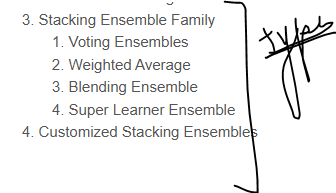 3. Stacking Ensemble Family
1. Voting Ensembles
2. Weighted Average
3. Blending Ensemble
4. Super Learner Ensemble
4. Customized Stacking Ensembles
types